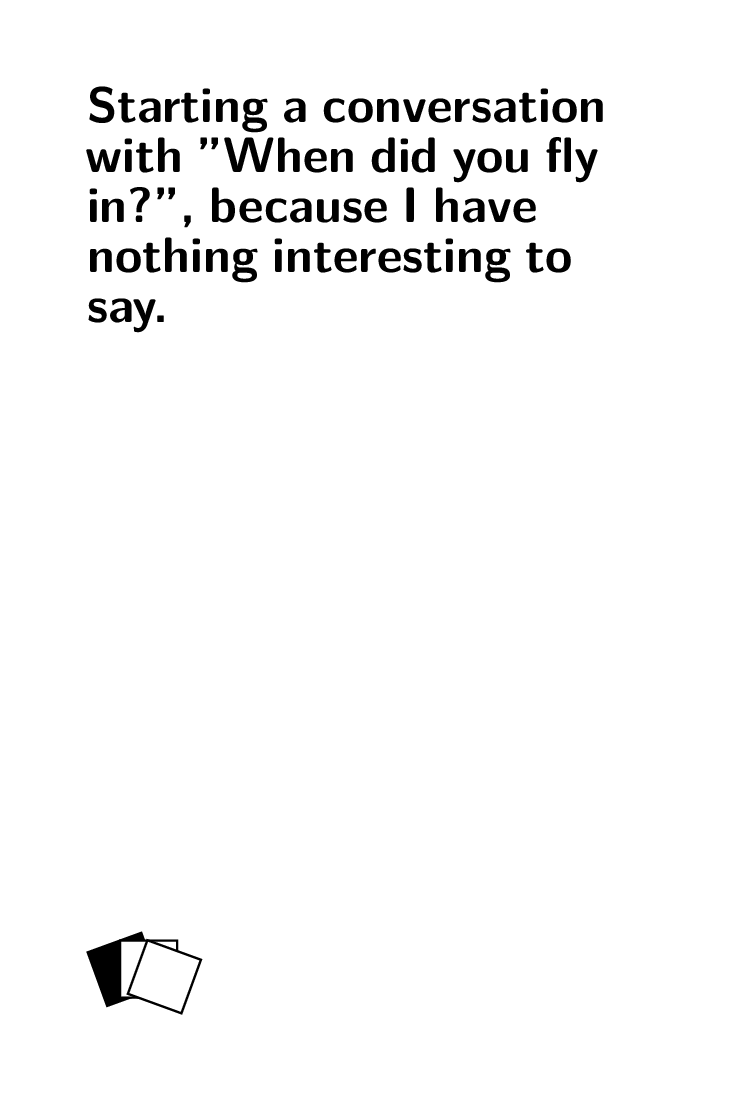 Starting a conversation
with ”When did you fly
in?”, because I have
nothing interesting to
say.